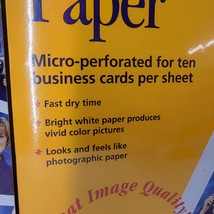 Paper
Micro-perforated for ten
business cards per sheet
Fast dry time
Bright white paper produces
vivid color pictures
Looks and feels like
photographic paper
Great Image Quality